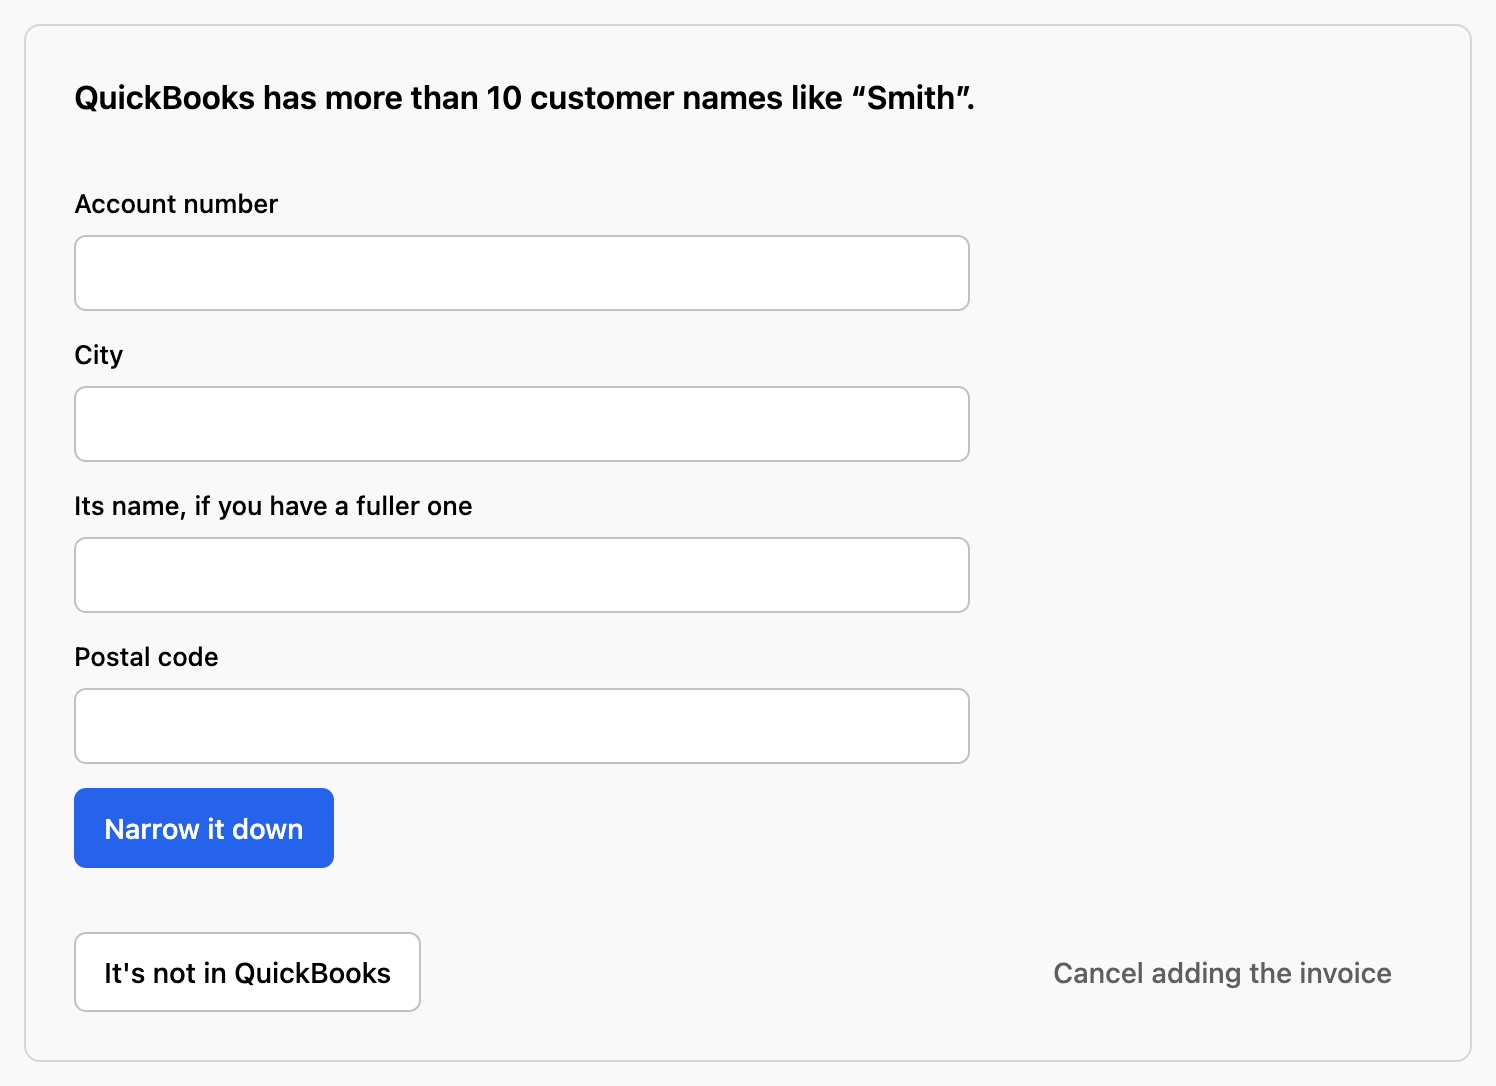 QuickBooks has more than 10 customer names like “Smith”.
Account number
City
Its name, if you have a fuller one
Postal code
Narrow it down
It's not in QuickBooks
Cancel adding the invoice